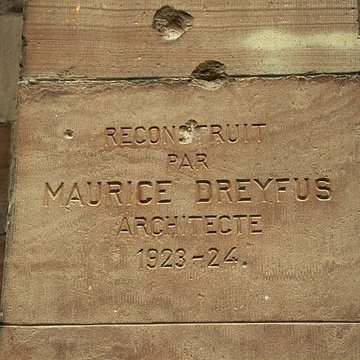 RECONSTRUIT
PAR
MAURICE DREYFUS
ARCHITECTE
1923-24.